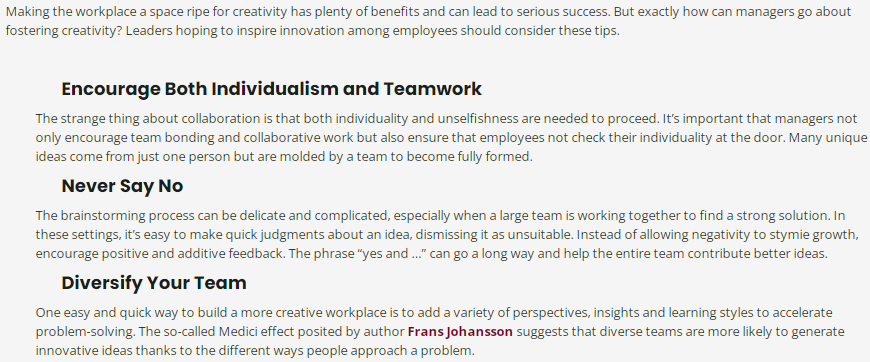 Making the workplace a space ripe for creativity has plenty of benefits and can lead to serious success. But exactly how can managers go about
fostering creativity? Leaders hoping to inspire innovation among employees should consider these tips.
Encourage Both Individualism and Teamwork
The strange thing about collaboration is that both individuality and unselfishness are needed to proceed. It’s important that managers not
only encourage team bonding and collaborative work but also ensure that employees not check their individuality at the door. Many unique
ideas come from just one person but are molded by a team to become fully formed.
Never Say No
The brainstorming process can be delicate and complicated, especially when a large team is working together to find a strong solution. In
these settings, it’s easy to make quick judgments about an idea, dismissing it as unsuitable. Instead of allowing negativity to stymie growth,
encourage positive and additive feedback. The phrase “yes and …” can go a long way and help the entire team contribute better ideas.
Diversify Your Team
One easy and quick way to build a more creative workplace is to add a variety of perspectives, insights and learning styles to accelerate
problem-solving. The so-called Medici effect posited by author Frans Johansson suggests that diverse teams are more likely to generate
innovative ideas thanks to the different ways people approach a problem.